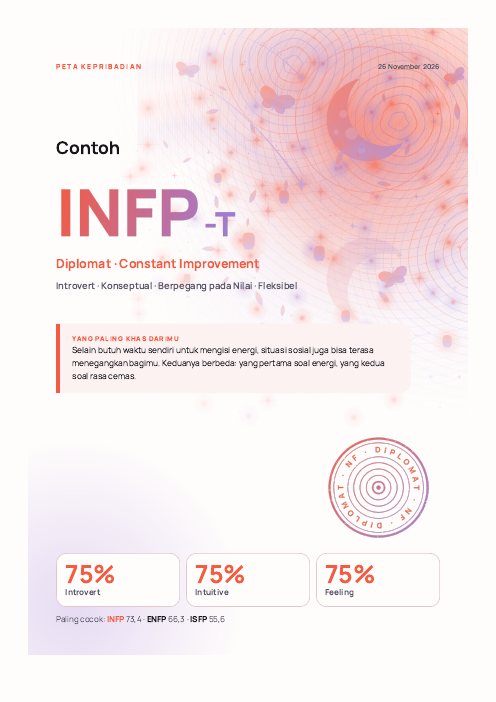 PETA KEPRIBADIAN
26 November 2026
Contoh
INFP -T
Diplomat · Constant Improvement
Introvert · Konseptual · Berpegang pada Nilai · Fleksibel
YANG PALING KHAS DARIMU
Selain butuh waktu sendiri untuk mengisi energi, situasi sosial juga bisa terasa
menegangkan bagimu. Keduanya berbeda: yang pertama soal energi, yang kedua
soal rasa cemas.
NF · DIPLOMAT · NF · DIPLOMAT ·
75%
Introvert
75%
Intuitive
75%
Feeling
Paling cocok: INFP 73,4 · ENFP 66,3 · ISFP 65,6